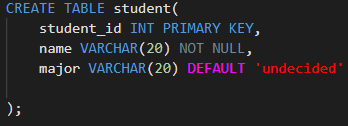 CREATE TABLE student(
    student_id INT PRIMARY KEY,
    name VARCHAR(20) NOT NULL,
    major VARCHAR(20) DEFAULT 'undecided'
);